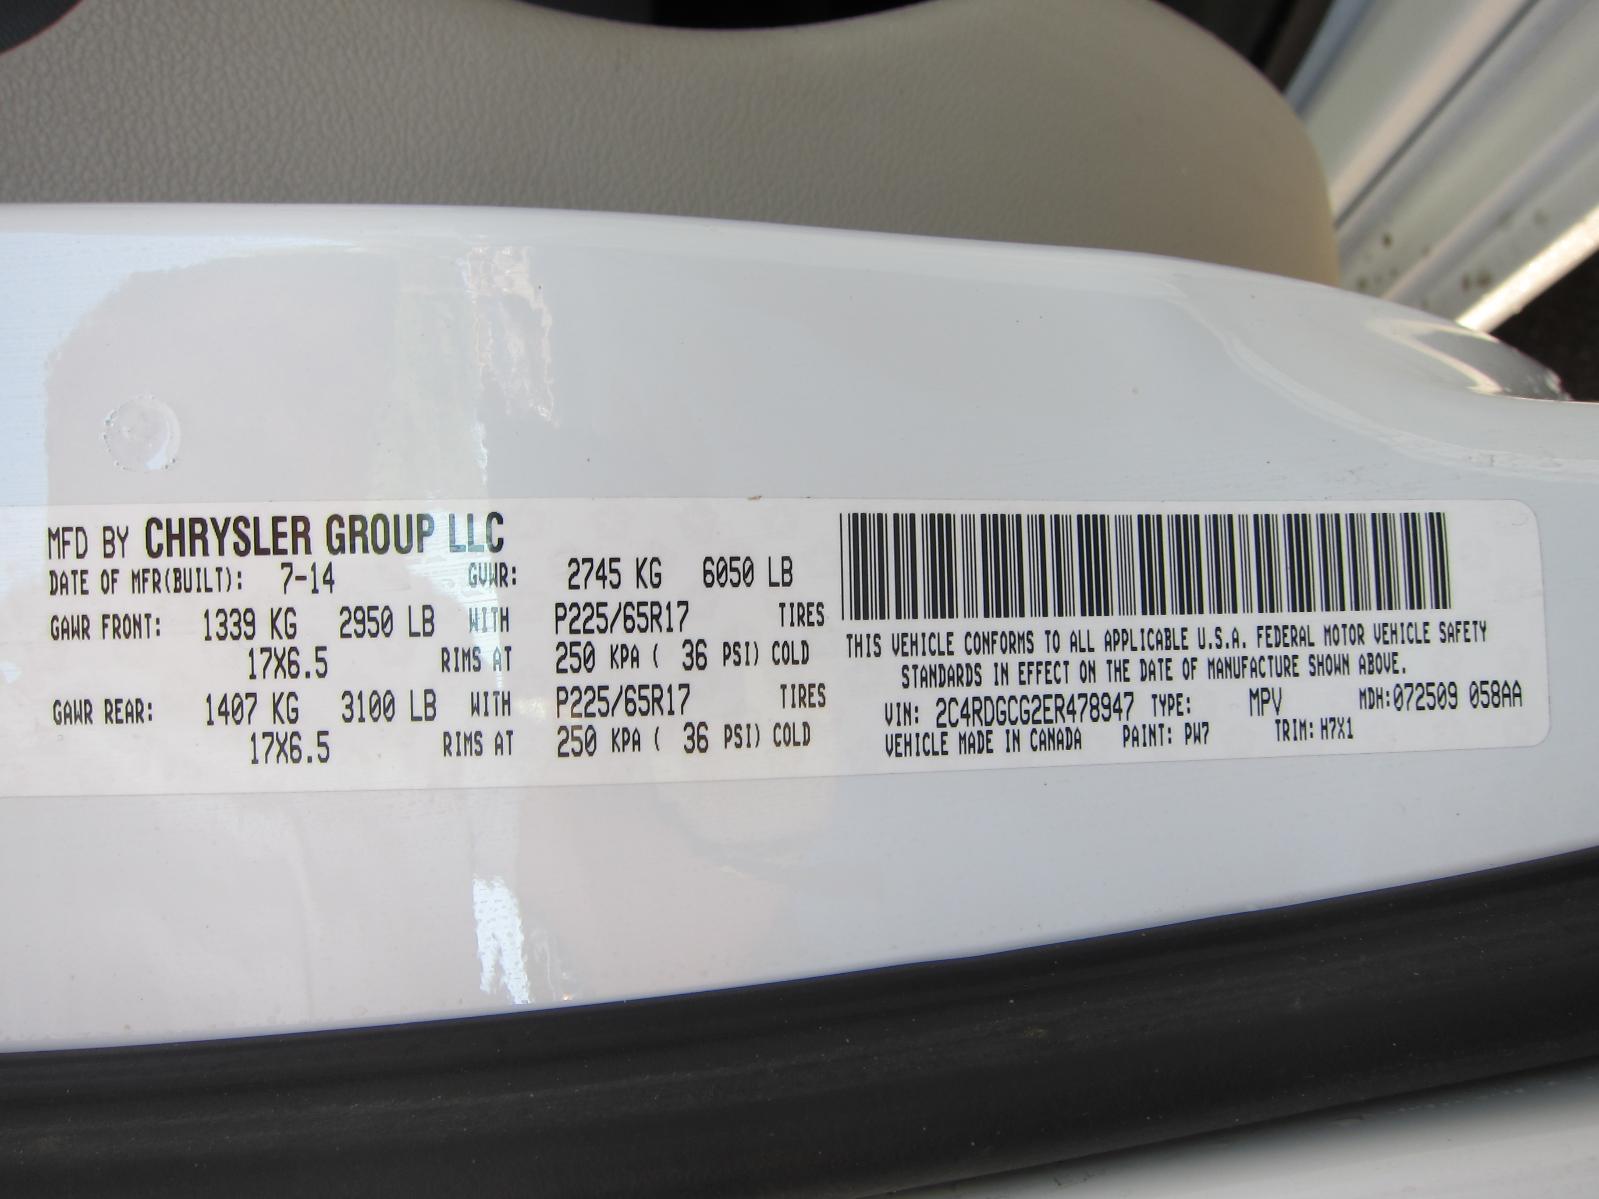 MFD BY CHRYSLER GROUP LLC
DATE OF MFR(BUILT): 7-14 GVWR: 2745 KG 6050 LB
GAWR FRONT: 1339 KG 2950 LB WITH P225/65R17 TIRES
17X6.5 RIMS AT 250 KPA ( 36 PSI) COLD
GAWR REAR: 1407 KG 3100 LB WITH P225/65R17 TIRES
17X6.5 RIMS AT 250 KPA ( 36 PSI) COLD
THIS VEHICLE CONFORMS TO ALL APPLICABLE U.S.A. FEDERAL MOTOR VEHICLE SAFETY
STANDARDS IN EFFECT ON THE DATE OF MANUFACTURE SHOWN ABOVE.
VIN: 2C4RDGCG2ER478947 TYPE: MPV MDH:072509 058AA
VEHICLE MADE IN CANADA PAINT: PW7 TRIM: H7X1